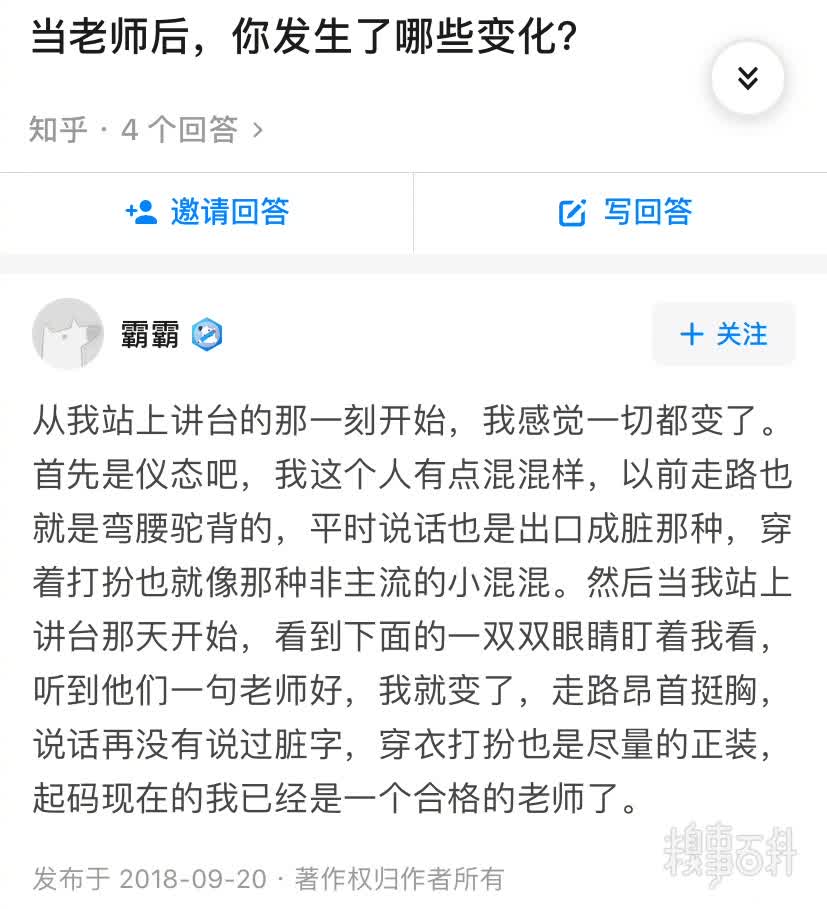 当老师后，你发生了哪些变化？
知乎 · 4 个回答 >
邀请回答
写回答
霸霸
+ 关注
从我站上讲台的那一刻开始，我感觉一切都变了。
首先是仪态吧，我这个人有点混混样，以前走路也
就是弯腰驼背的，平时说话也是出口成脏那种，穿
着打扮也就像那种非主流的小混混。然后当我站上
讲台那天开始，看到下面的一双双眼睛盯着我看，
听到他们一句老师好，我就变了，走路昂首挺胸，
说话再没有说过脏字，穿衣打扮也是尽量的正装，
起码现在的我已经是一个合格的老师了。
糗事百科
发布于 2018-09-20 · 著作权归作者所有